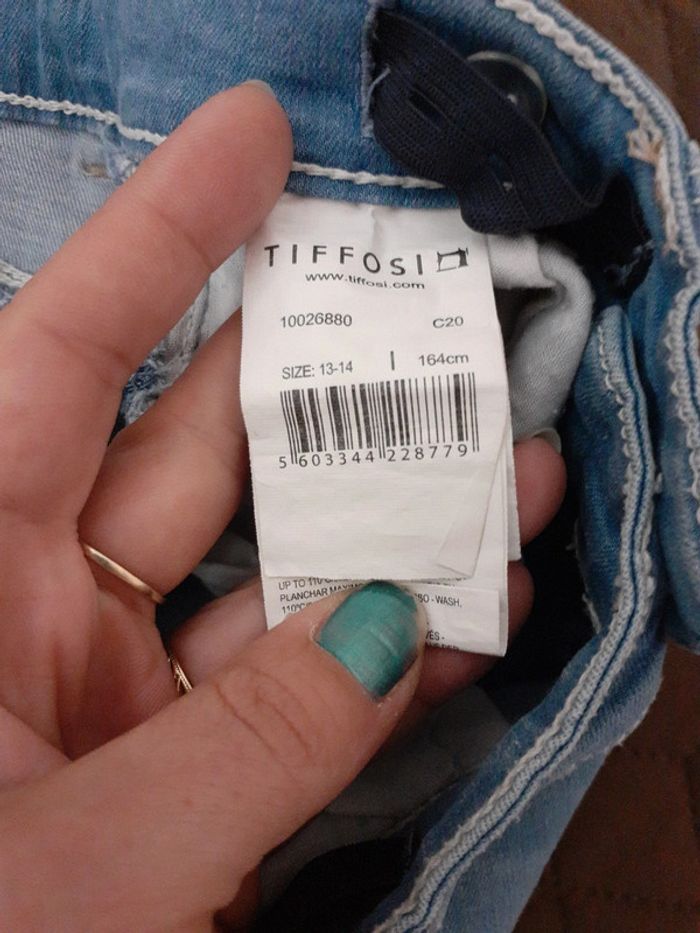 TIFFOSI
www.tiffosi.com
10026880 C20
SIZE: 13-14 | 164cm
5 603344 228779
UP TO 110
PLANCHAR
- WASH,
110°C